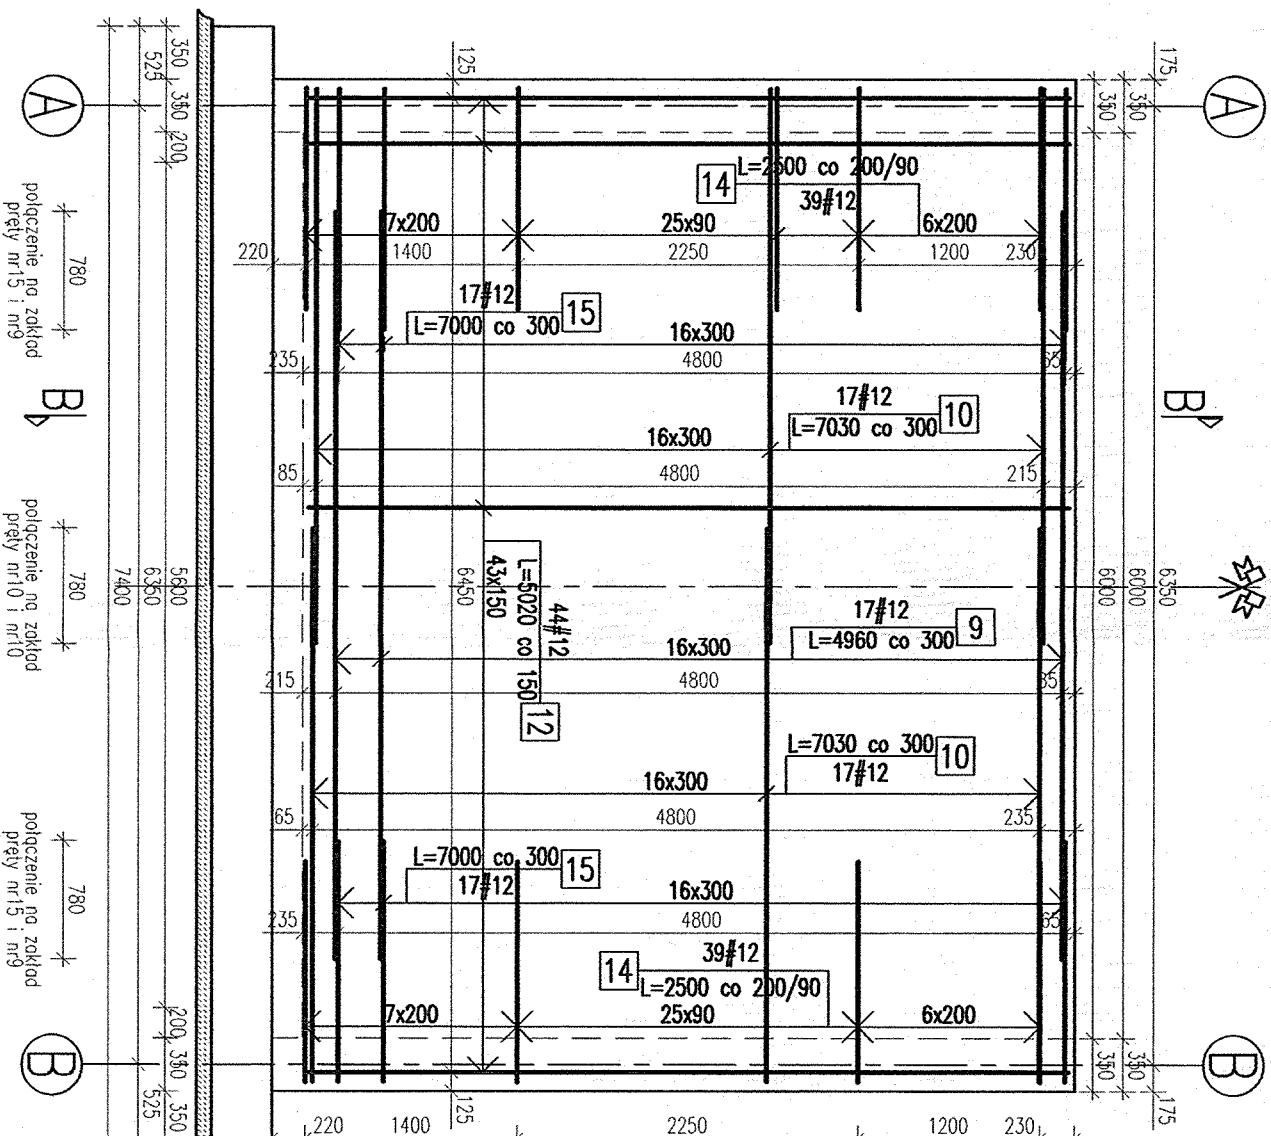 350
525
350
200
125
175
350
350
A
A
L=2500 co 200/90
14
39#12
7x200
25x90
6x200
220
1400
2250
1200
230
780
połączenie na zakład
pręty nr15 i nr9
17#12
15
L=7000 co 300
16x300
235
4800
65
B
B
17#12
10
L=7030 co 300
16x300
85
4800
215
780
połączenie na zakład
pręty nr10 i nr10
7400
6350
5600
6450
44#12
L=5020 co 150
12
43x150
6000
6000
6350
17#12
9
L=4960 co 300
16x300
215
4800
85
L=7030 co 300
10
17#12
16x300
65
4800
235
780
połączenie na zakład
pręty nr15 i nr9
L=7000 co 300
15
17#12
16x300
235
4800
65
39#12
14
L=2500 co 200/90
7x200
25x90
6x200
200
350
350
525
B
B
350
350
125
175
220
1400
2250
1200
230